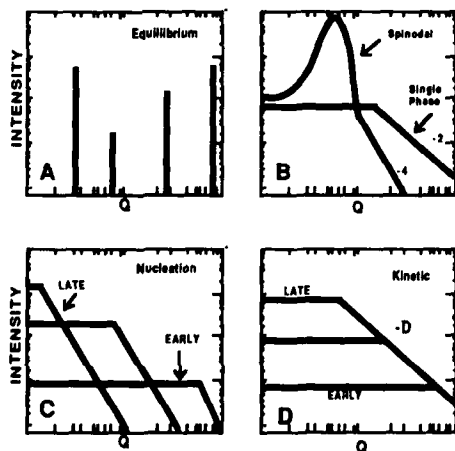 Equilibrium
INTENSITY
A
Q
Spinodal
Single
Phase
-2
-4
B
Q
Nucleation
LATE
EARLY
INTENSITY
C
Q
Kinetic
LATE
-D
EARLY
D
Q